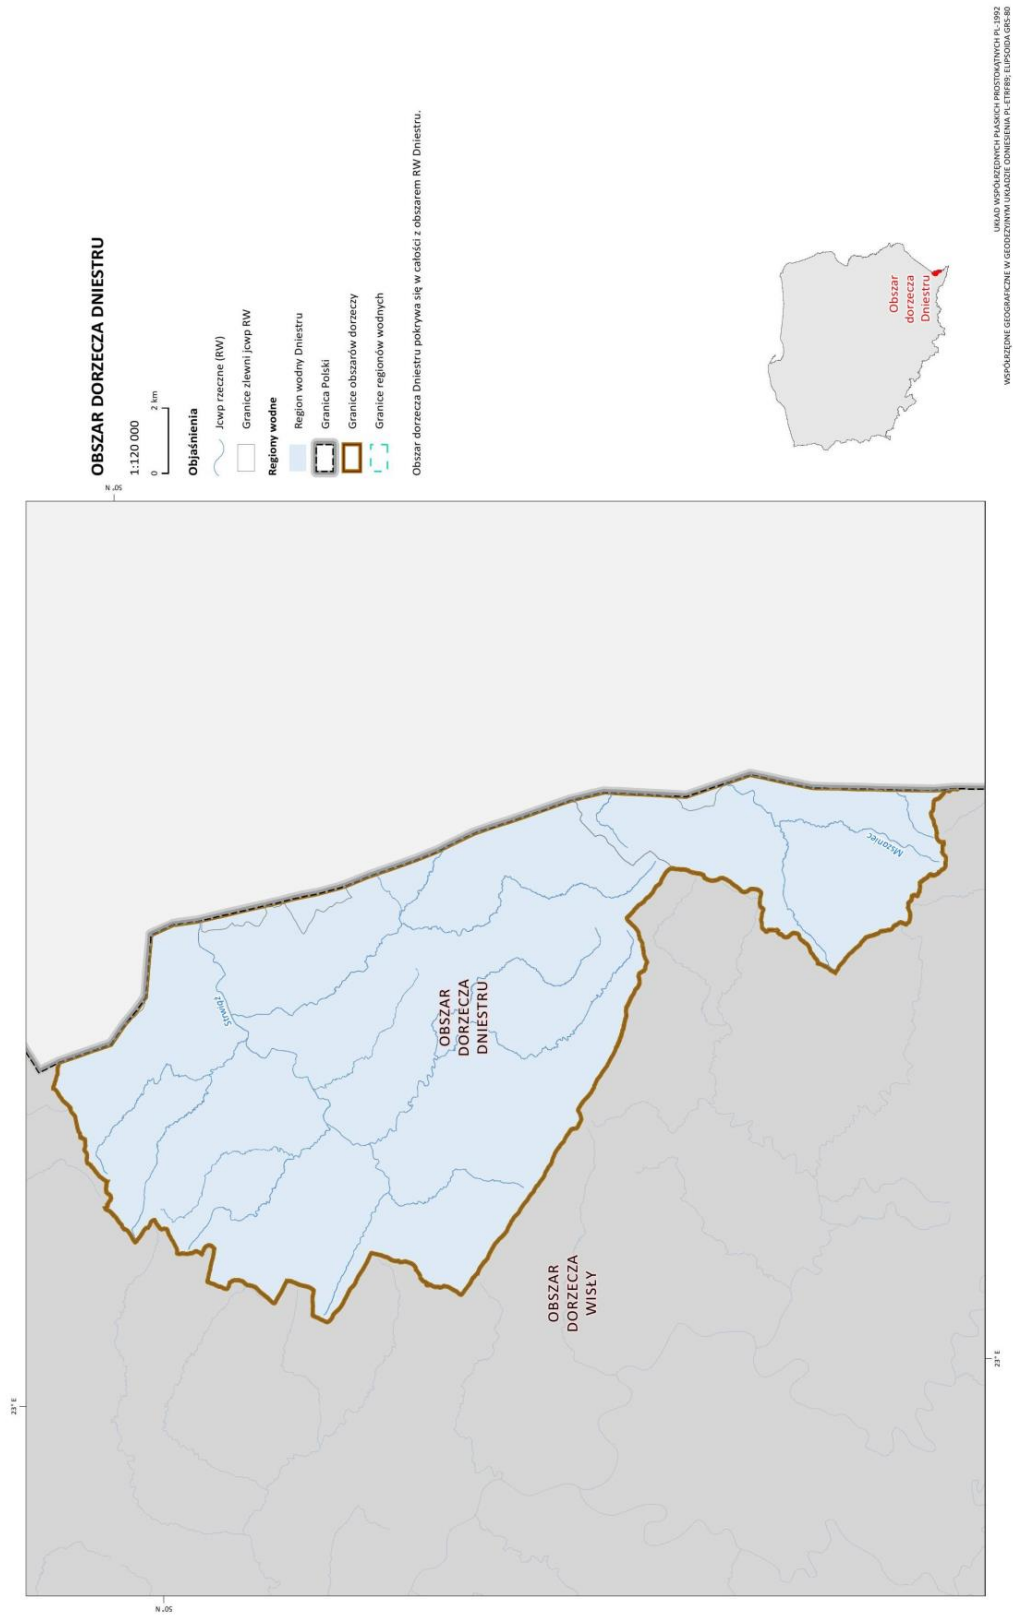 OBSZAR DORZECZA DNIESTRU
1:120 000
0 2 km
Objaśnienia
Jcwp rzeczne (RW)
Granice zlewni jcwp RW
Regiony wodne
Region wodny Dniestru
Granica Polski
Granice obszarów dorzeczy
Granice regionów wodnych
Obszar dorzecza Dniestru pokrywa się w całości z obszarem RW Dniestru.
Obszar
dorzecza
Dniestru
UKŁAD WSPÓŁRZĘDNYCH PŁASKICH PROSTOKĄTNYCH PL-1992
WSPÓŁRZĘDNE GEOGRAFICZNE W GEODEZYJNYM UKŁADZIE ODNIESIENIA PL-ETRF89; ELIPSOIDA GRS-80
23° E
50° N
Strwiąż
OBSZAR
DORZECZA
DNIESTRU
Mszaniec
OBSZAR
DORZECZA
WISŁY
50° N
23° E